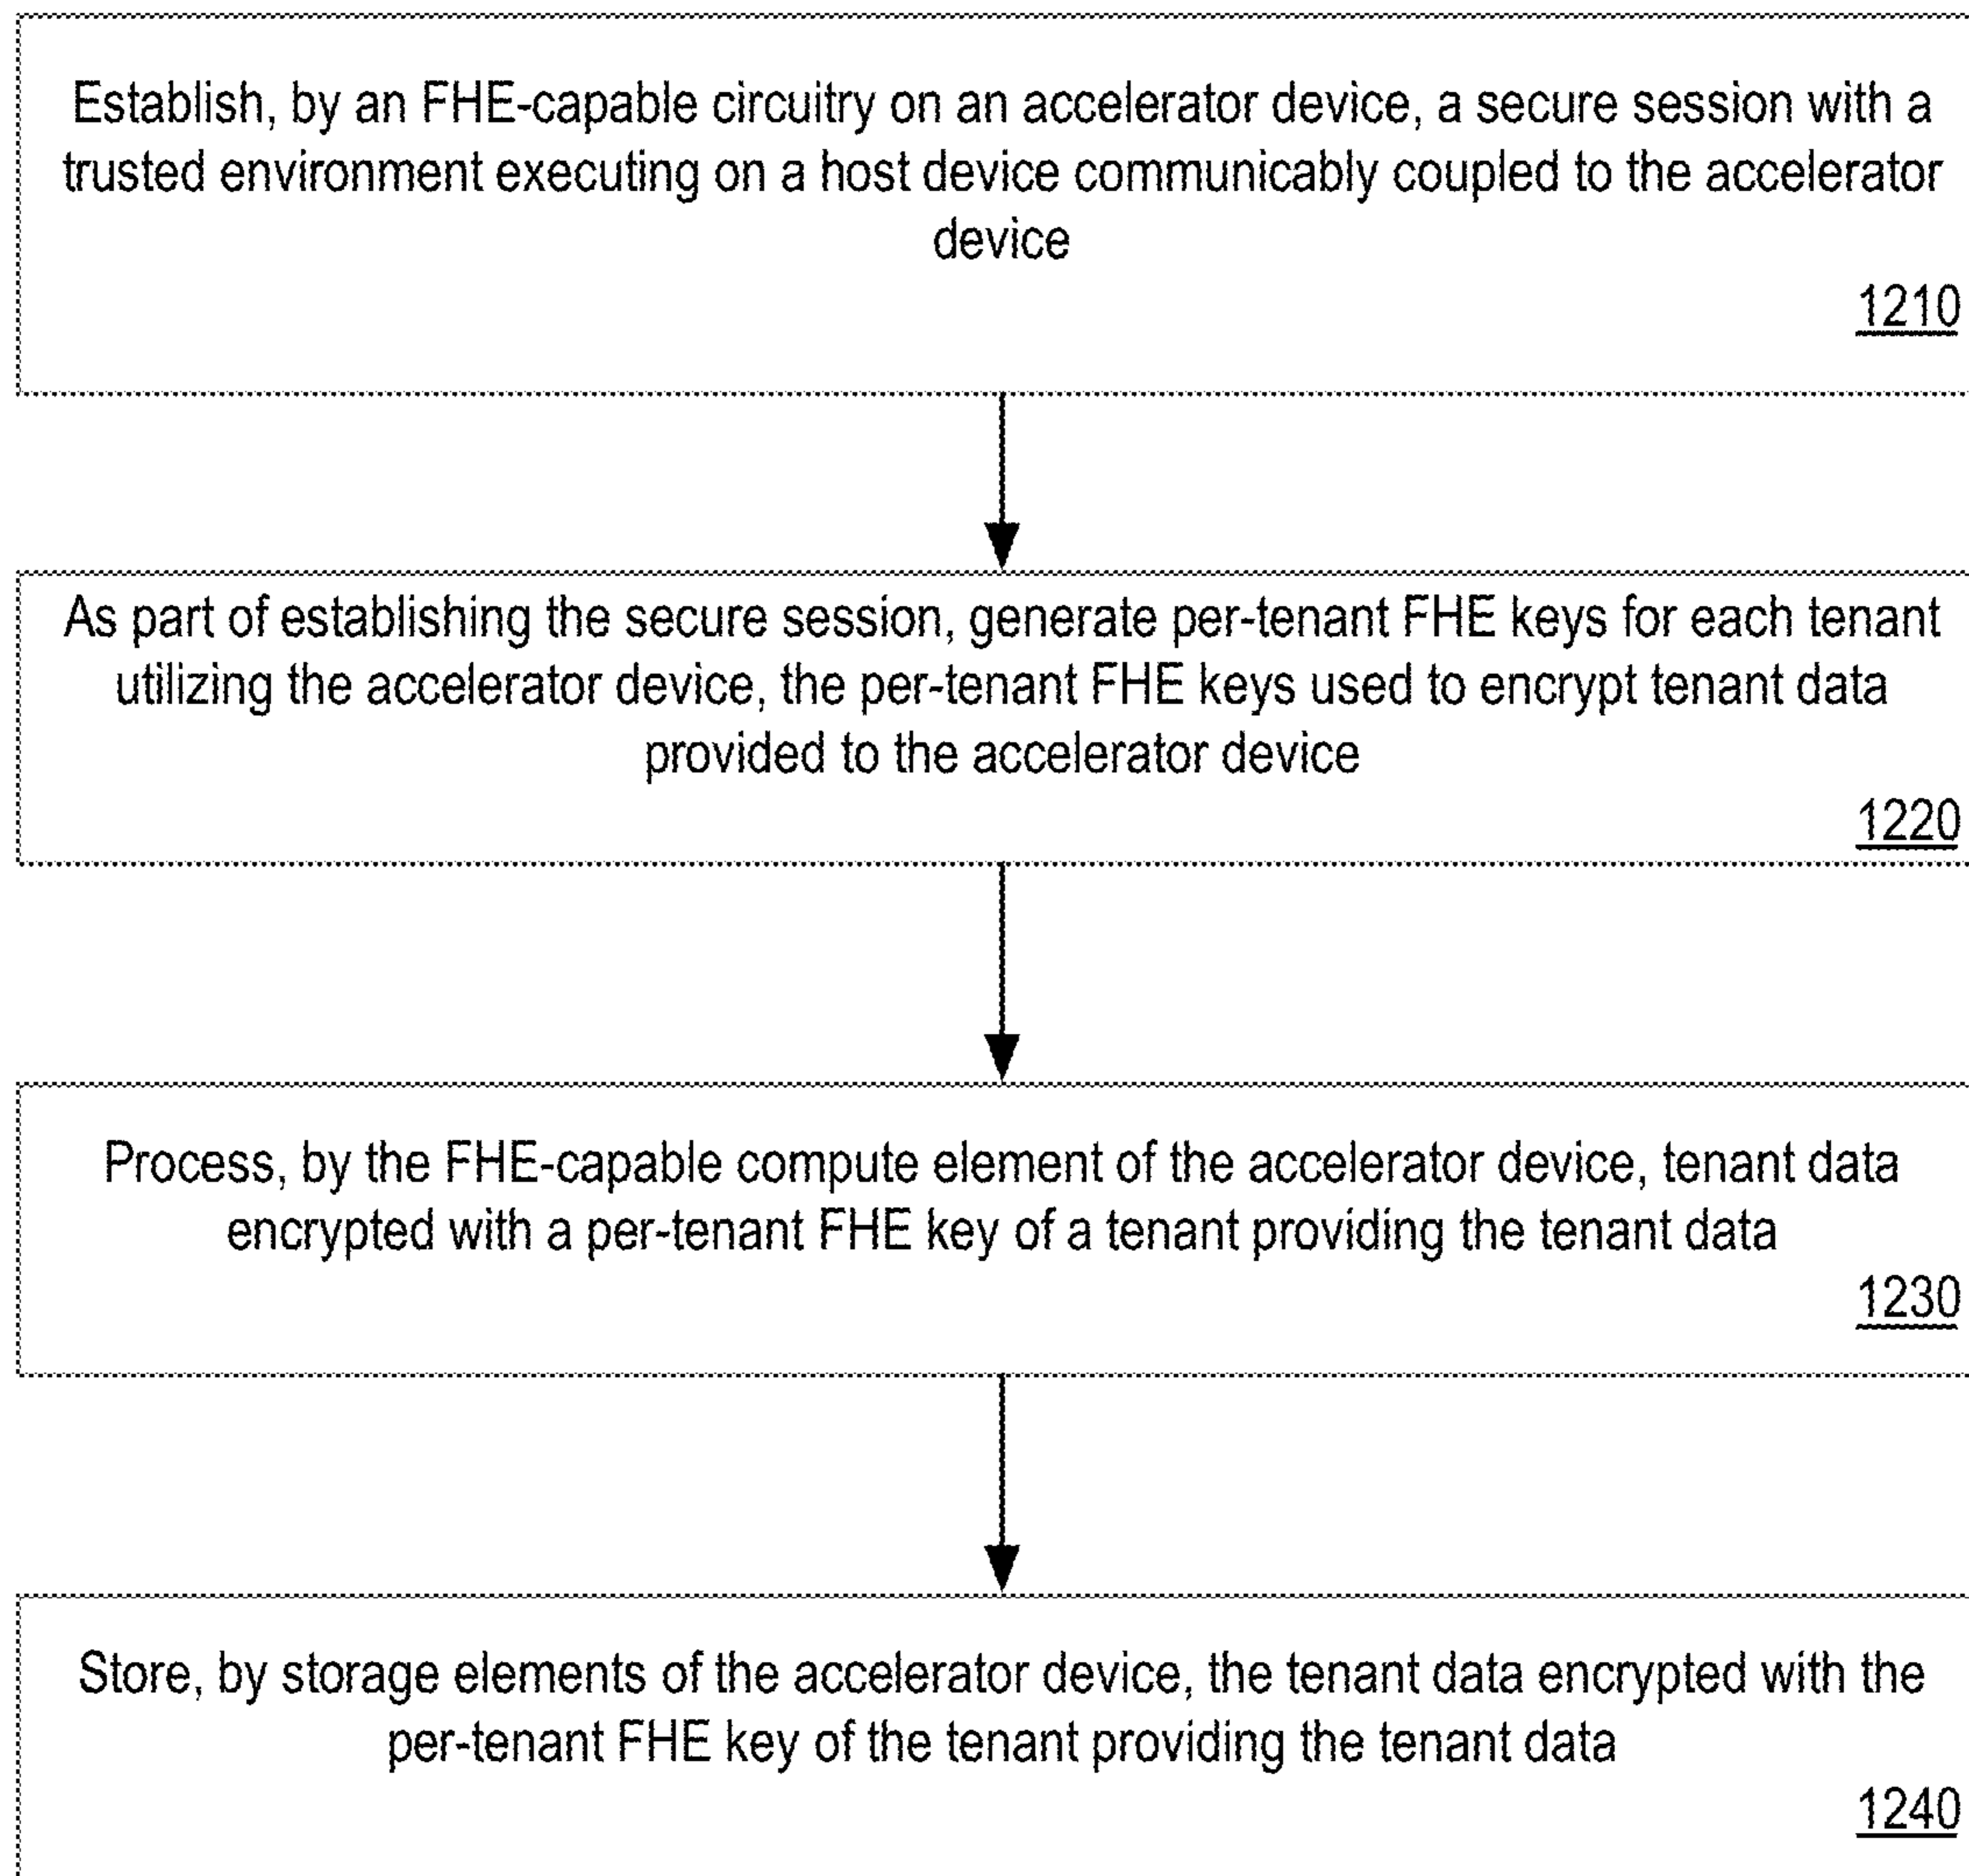 Establish, by an FHE-capable circuitry on an accelerator device, a secure session with a
trusted environment executing on a host device communicably coupled to the accelerator
device
1210
As part of establishing the secure session, generate per-tenant FHE keys for each tenant
utilizing the accelerator device, the per-tenant FHE keys used to encrypt tenant data
provided to the accelerator device
1220
Process, by the FHE-capable compute element of the accelerator device, tenant data
encrypted with a per-tenant FHE key of a tenant providing the tenant data
1230
Store, by storage elements of the accelerator device, the tenant data encrypted with the
per-tenant FHE key of the tenant providing the tenant data
1240